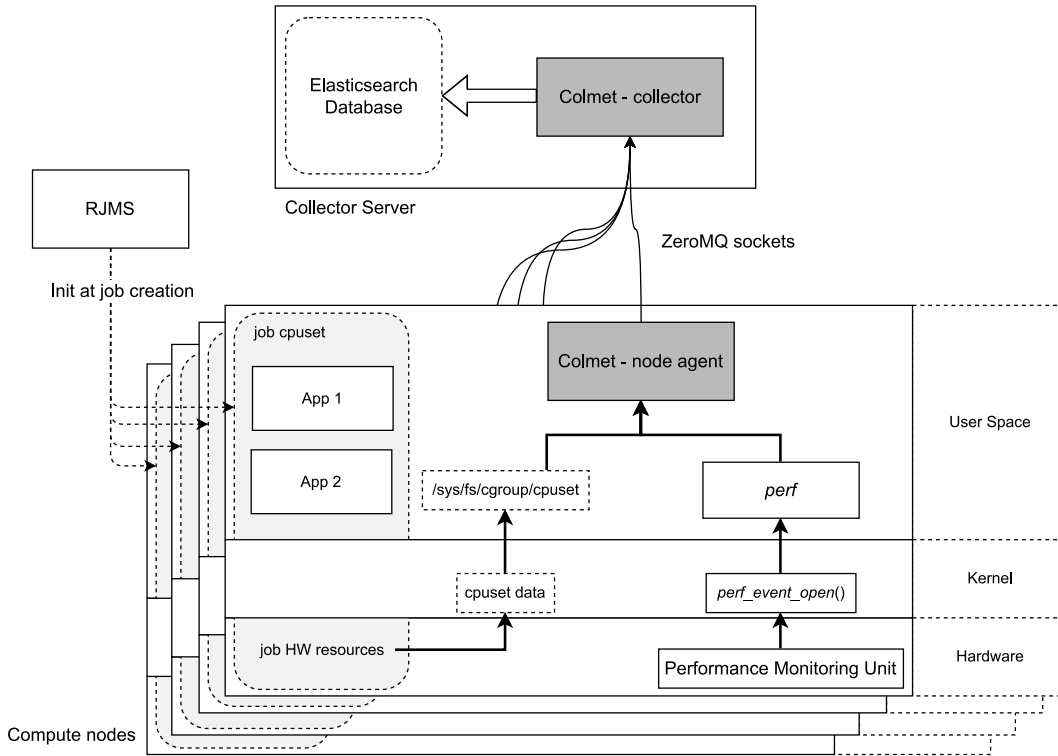 Elasticsearch
Database
Colmet - collector
Collector Server
RJMS
ZeroMQ sockets
Init at job creation
job cpuset
Colmet - node agent
App 1
User Space
App 2
/sys/fs/cgroup/cpuset
perf
cpuset data
perf_event_open()
Kernel
job HW resources
Performance Monitoring Unit
Hardware
Compute nodes